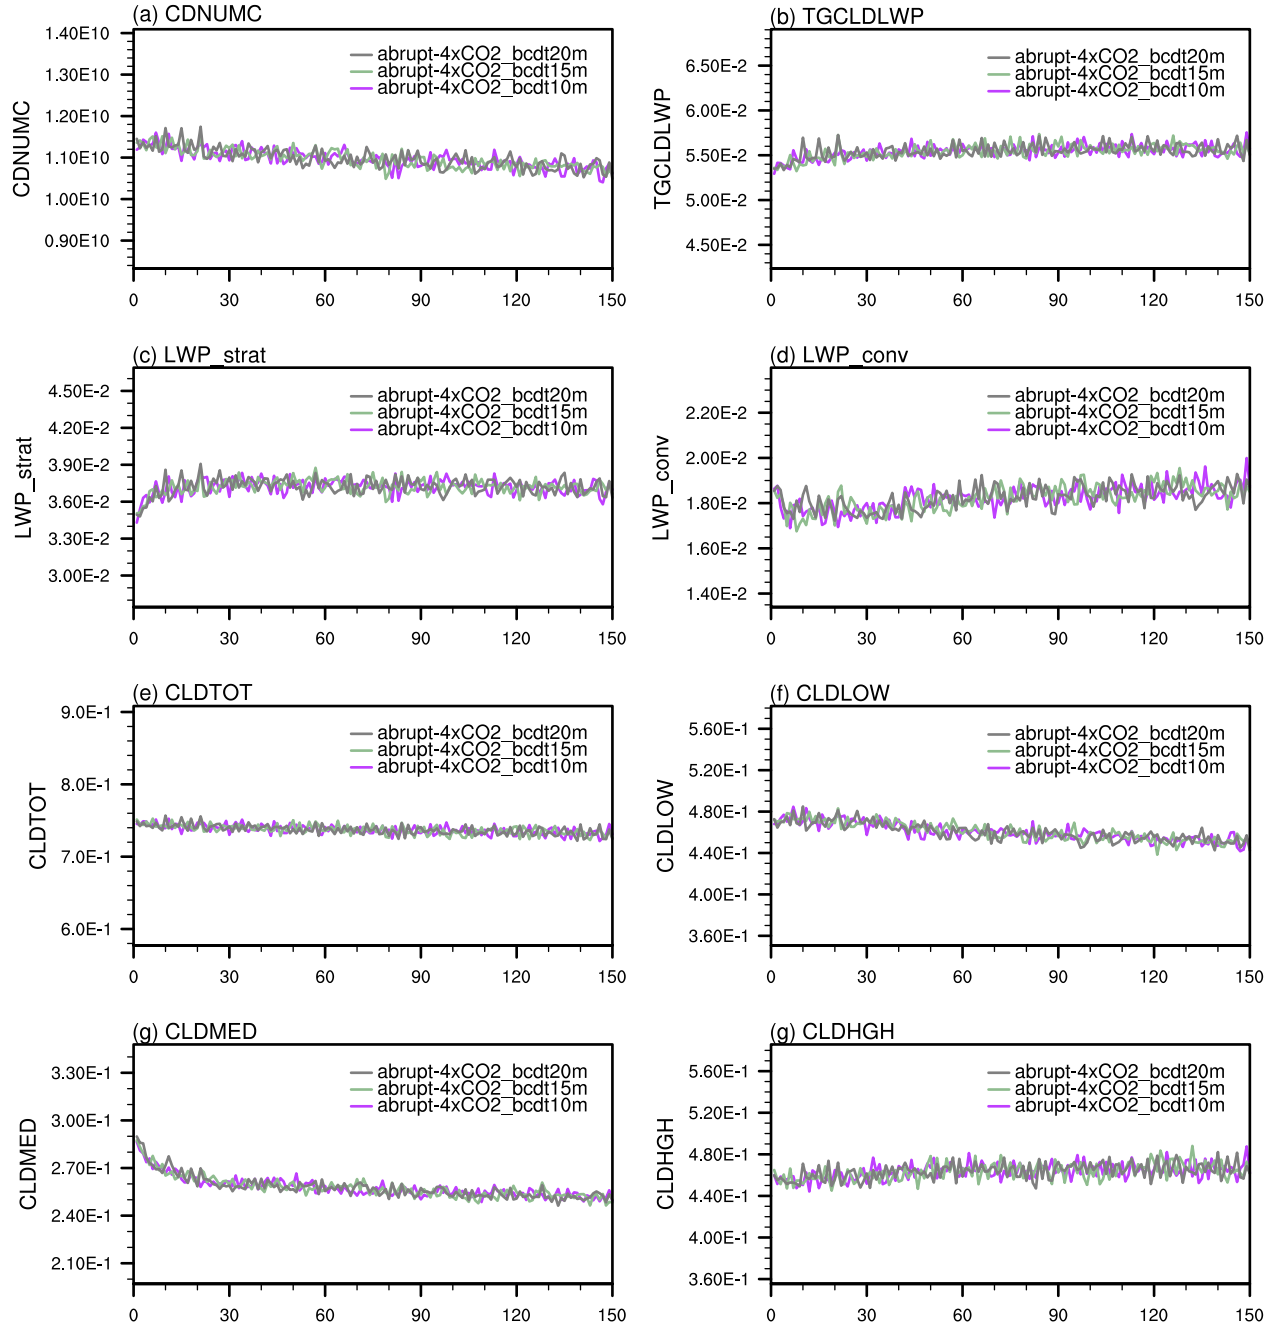 (a) CDNUMC
1.40E10
1.30E10
1.20E10
1.10E10
1.00E10
0.90E10
CDNUMC
abrupt-4xCO2_bcdt20m
abrupt-4xCO2_bcdt15m
abrupt-4xCO2_bcdt10m
0 30 60 90 120 150
(b) TGCLDLWP
6.50E-2
6.00E-2
5.50E-2
5.00E-2
4.50E-2
TGCLDLWP
abrupt-4xCO2_bcdt20m
abrupt-4xCO2_bcdt15m
abrupt-4xCO2_bcdt10m
0 30 60 90 120 150
(c) LWP_strat
4.50E-2
4.20E-2
3.90E-2
3.60E-2
3.30E-2
3.00E-2
LWP_strat
abrupt-4xCO2_bcdt20m
abrupt-4xCO2_bcdt15m
abrupt-4xCO2_bcdt10m
0 30 60 90 120 150
(d) LWP_conv
2.20E-2
2.00E-2
1.80E-2
1.60E-2
1.40E-2
LWP_conv
abrupt-4xCO2_bcdt20m
abrupt-4xCO2_bcdt15m
abrupt-4xCO2_bcdt10m
0 30 60 90 120 150
(e) CLDTOT
9.0E-1
8.0E-1
7.0E-1
6.0E-1
CLDTOT
abrupt-4xCO2_bcdt20m
abrupt-4xCO2_bcdt15m
abrupt-4xCO2_bcdt10m
0 30 60 90 120 150
(f) CLDLOW
5.60E-1
5.20E-1
4.80E-1
4.40E-1
4.00E-1
3.60E-1
CLDLOW
abrupt-4xCO2_bcdt20m
abrupt-4xCO2_bcdt15m
abrupt-4xCO2_bcdt10m
0 30 60 90 120 150
(g) CLDMED
3.30E-1
3.00E-1
2.70E-1
2.40E-1
2.10E-1
CLDMED
abrupt-4xCO2_bcdt20m
abrupt-4xCO2_bcdt15m
abrupt-4xCO2_bcdt10m
0 30 60 90 120 150
(g) CLDHGH
5.60E-1
5.20E-1
4.80E-1
4.40E-1
4.00E-1
3.60E-1
CLDHGH
abrupt-4xCO2_bcdt20m
abrupt-4xCO2_bcdt15m
abrupt-4xCO2_bcdt10m
0 30 60 90 120 150